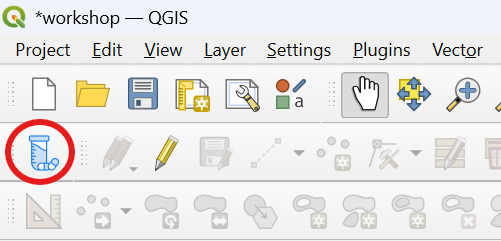 *workshop — QGIS
Project Edit View Layer Settings Plugins Vector
a